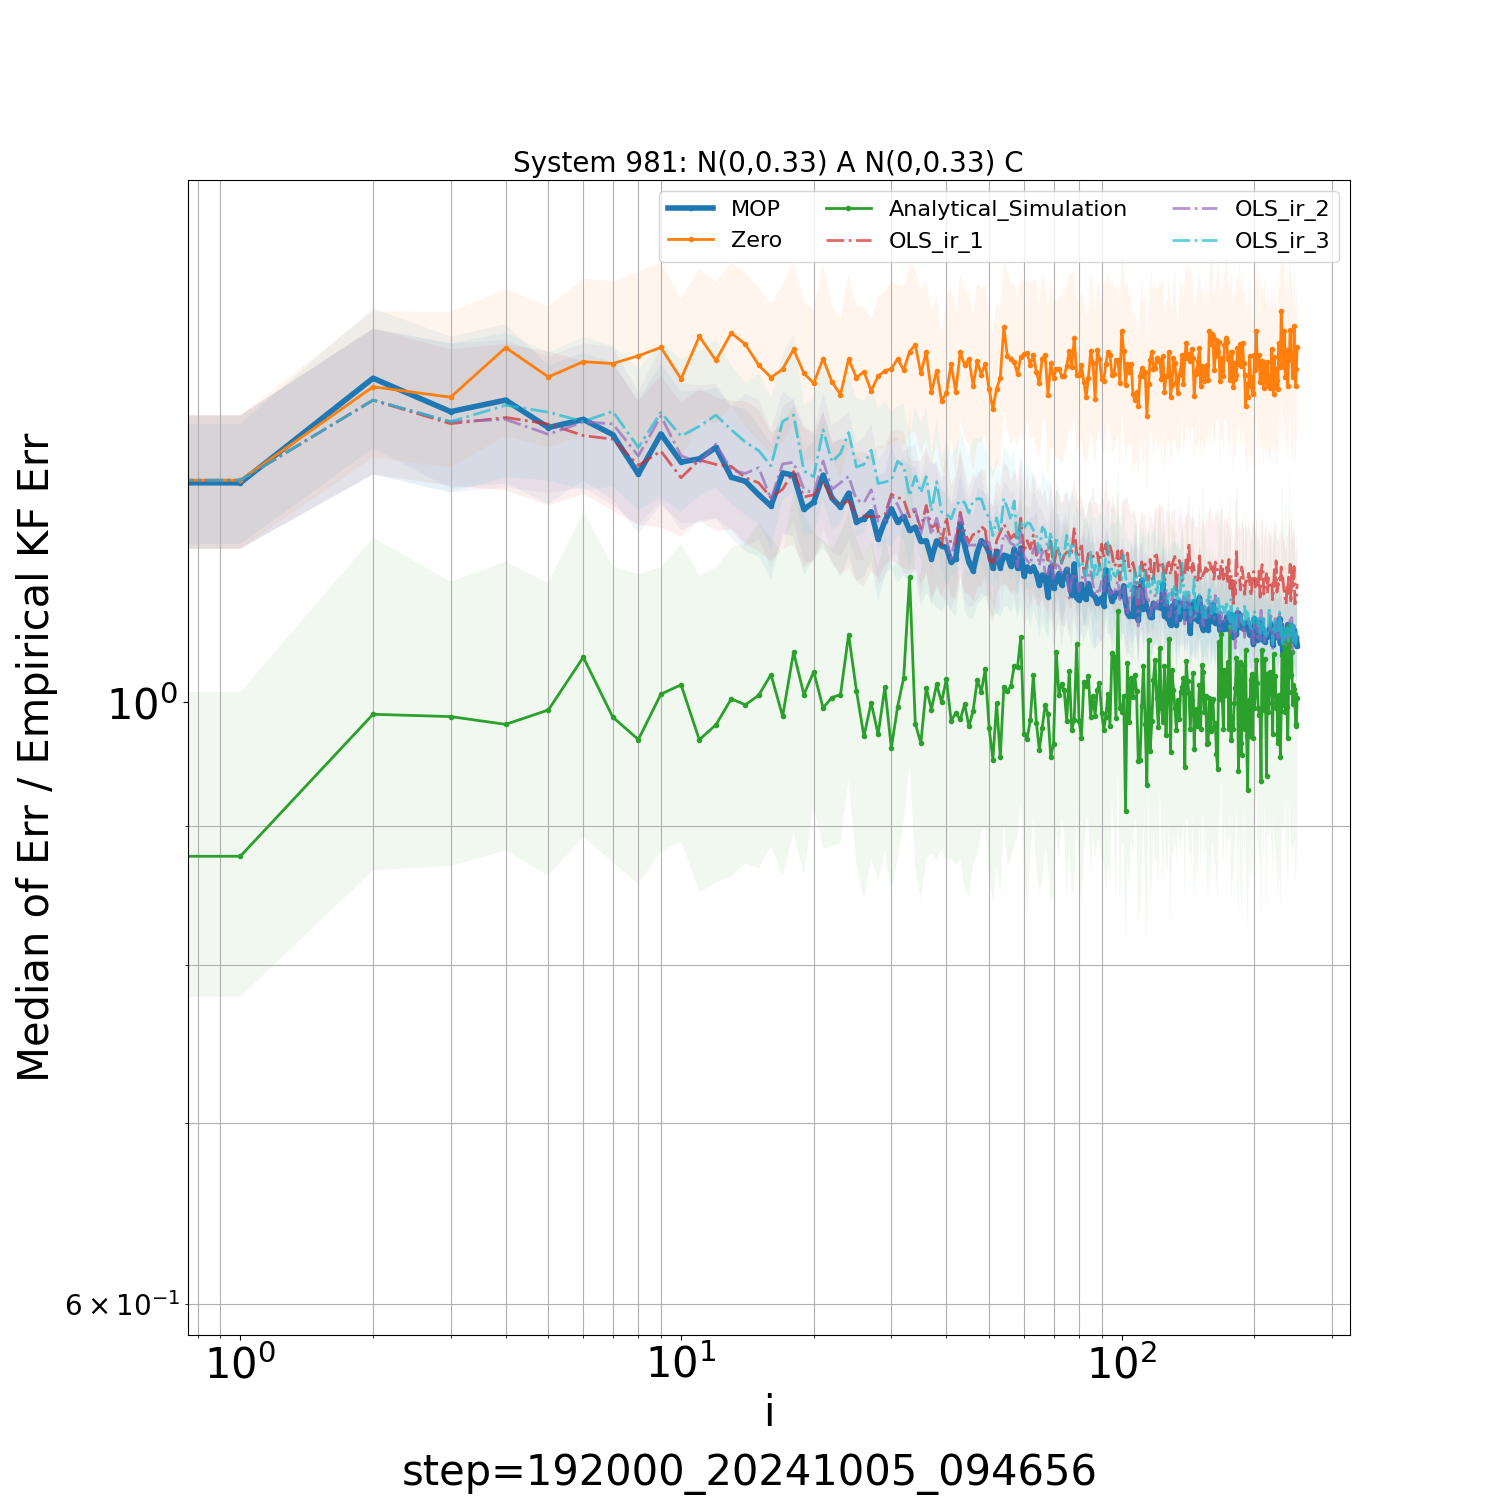 System 981: N(0,0.33) A N(0,0.33) C
MOP
Zero
Analytical_Simulation
OLS_ir_1
OLS_ir_2
OLS_ir_3
Median of Err / Empirical KF Err
10⁰
6 × 10⁻¹
10⁰ 10¹ 10²
i
step=192000_20241005_094656